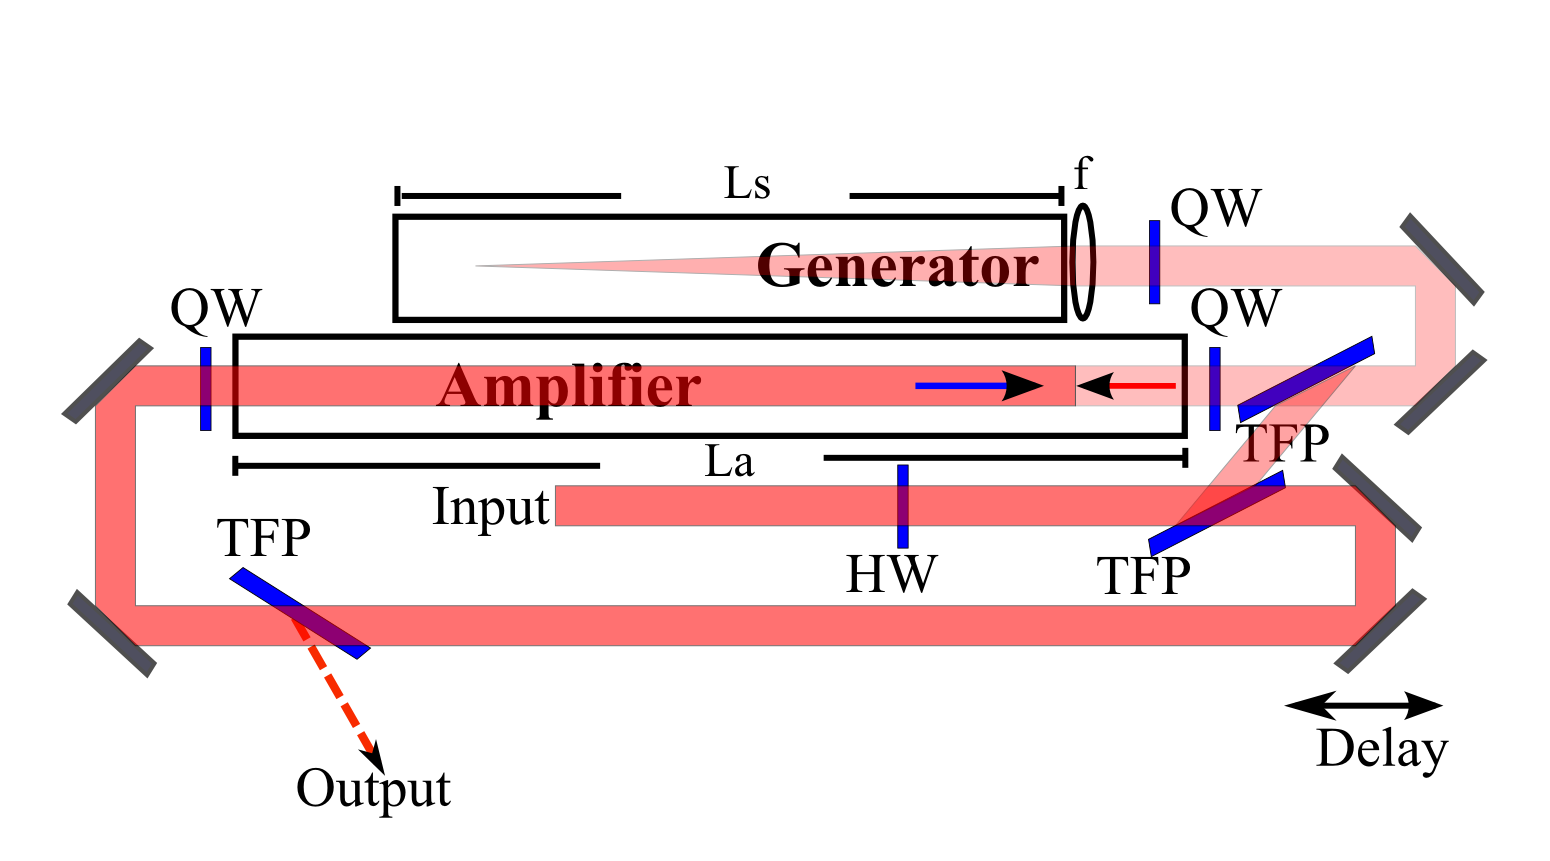 Ls
f
QW
Generator
QW
QW
Amplifier
TFP
La
Input
TFP
HW
TFP
Delay
Output